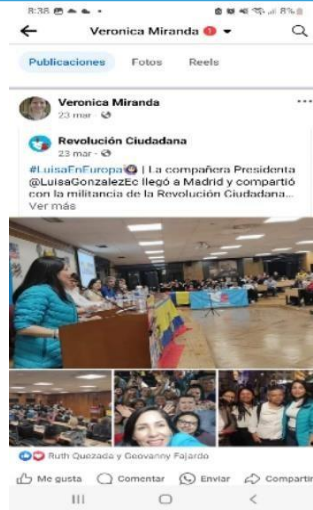 8:38
8%
Veronica Miranda
Publicaciones Fotos Reels
Veronica Miranda
23 mar
Revolución Ciudadana
23 mar
#LuisaEnEuropa | La compañera Presidenta
@LuisaGonzalezEc llegó a Madrid y compartió
con la militancia de la Revolución Ciudadana...
Ver más
Ruth Quezada y Geovanny Fajardo
Me gusta Comentar Enviar Compartir